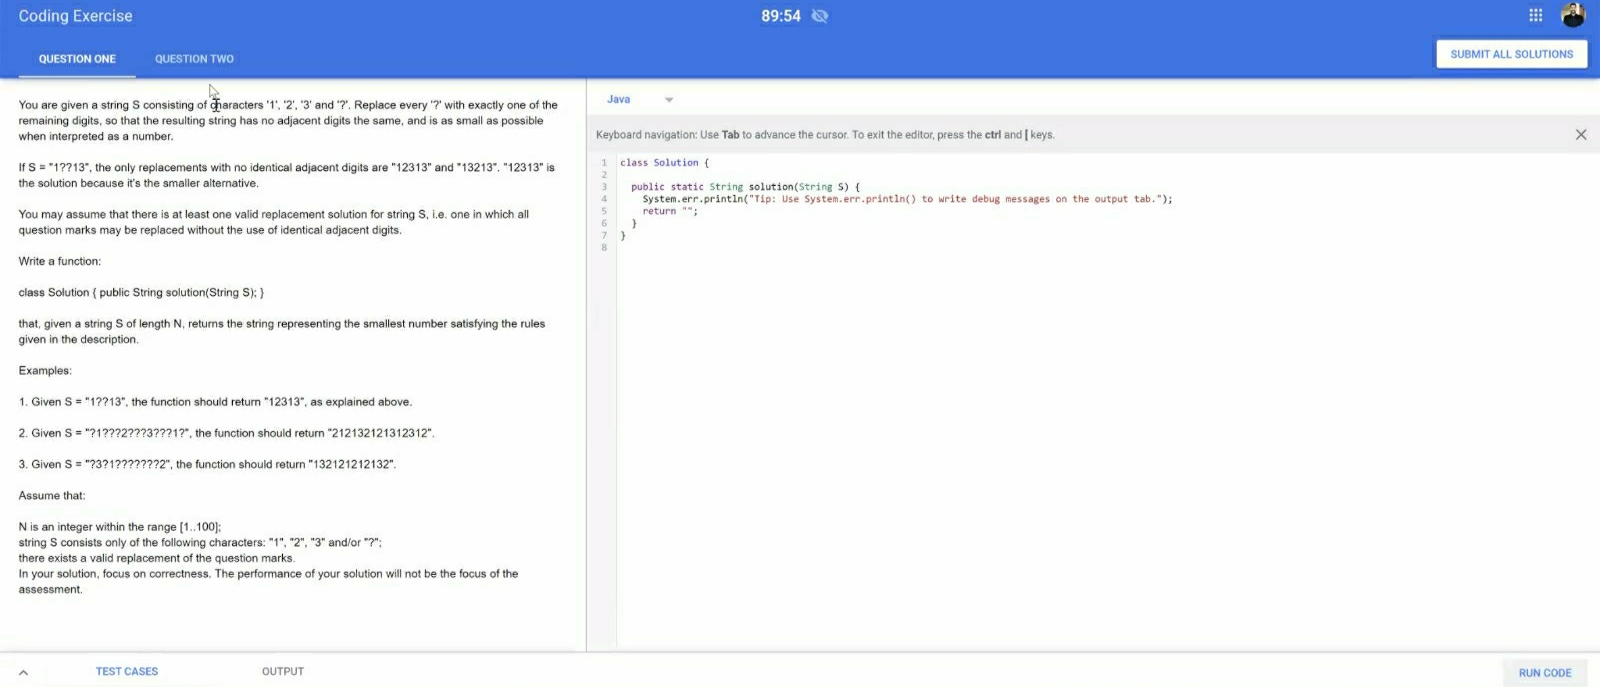 Coding Exercise
89:54
QUESTION ONE
QUESTION TWO
SUBMIT ALL SOLUTIONS
You are given a string S consisting of characters '1', '2', '3' and '?'. Replace every '?' with exactly one of the
remaining digits, so that the resulting string has no adjacent digits the same, and is as small as possible
when interpreted as a number.
If S = "1??13", the only replacements with no identical adjacent digits are "12313" and "13213". "12313" is
the solution because it's the smaller alternative.
You may assume that there is at least one valid replacement solution for string S, i.e. one in which all
question marks may be replaced without the use of identical adjacent digits.
Write a function:
class Solution { public String solution(String S); }
that, given a string S of length N, returns the string representing the smallest number satisfying the rules
given in the description.
Examples:
1. Given S = "1??13", the function should return "12313", as explained above.
2. Given S = "?1???2???3???1?", the function should return "212132121312312".
3. Given S = "?3?1???????2", the function should return "132121212132".
Assume that:
N is an integer within the range [1..100];
string S consists only of the following characters: "1", "2", "3" and/or "?";
there exists a valid replacement of the question marks.
In your solution, focus on correctness. The performance of your solution will not be the focus of the
assessment.
Java
Keyboard navigation: Use Tab to advance the cursor. To exit the editor, press the ctrl and [ keys.
1 class Solution {
2
3 public static String solution(String S) {
4 System.err.println("Tip: Use System.err.println() to write debug messages on the output tab.");
5 return "";
6 }
7 }
8
TEST CASES
OUTPUT
RUN CODE